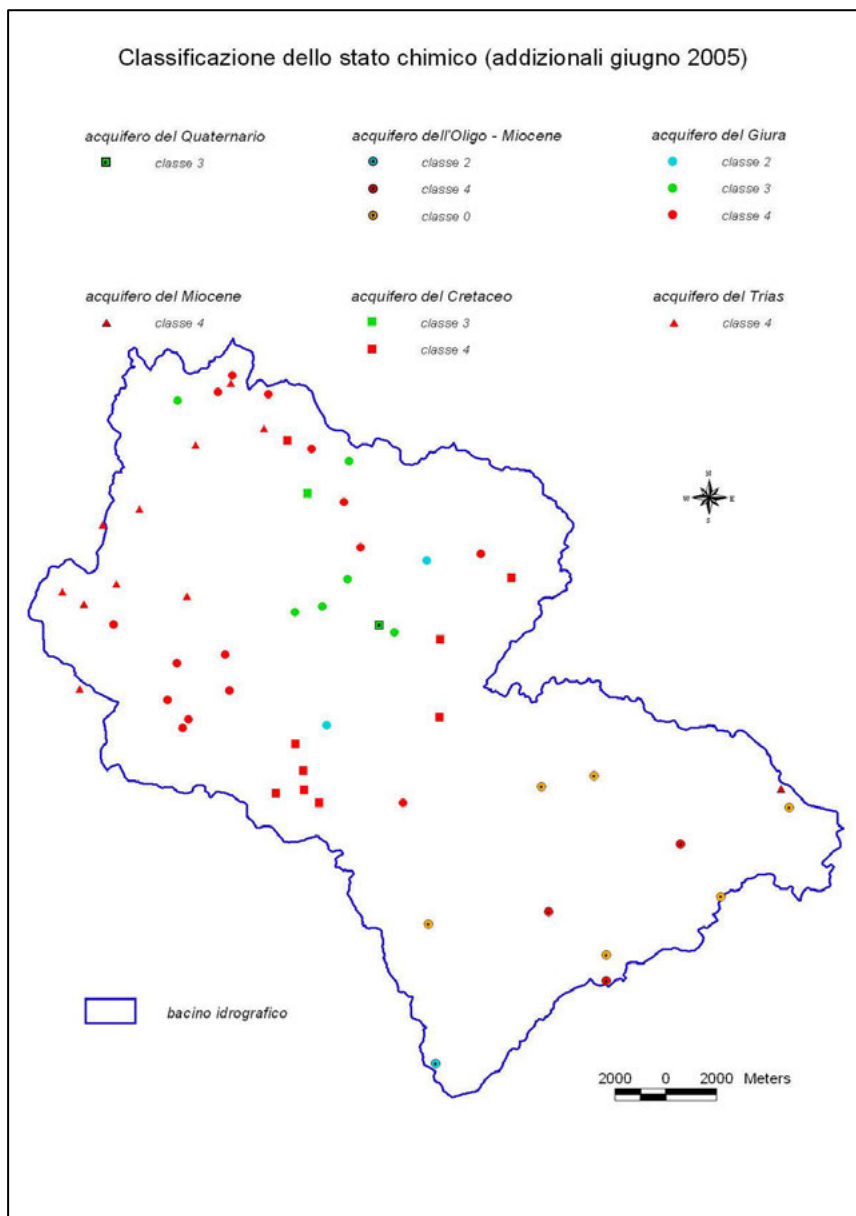 Classificazione dello stato chimico (addizionali giugno 2005)
acquifero del Quaternario
classe 3
acquifero dell'Oligo - Miocene
classe 2
classe 4
classe 0
acquifero del Giura
classe 2
classe 3
classe 4
acquifero del Miocene
classe 4
acquifero del Cretaceo
classe 3
classe 4
acquifero del Trias
classe 4
N
W E
S
bacino idrografico
2000 0 2000 Meters